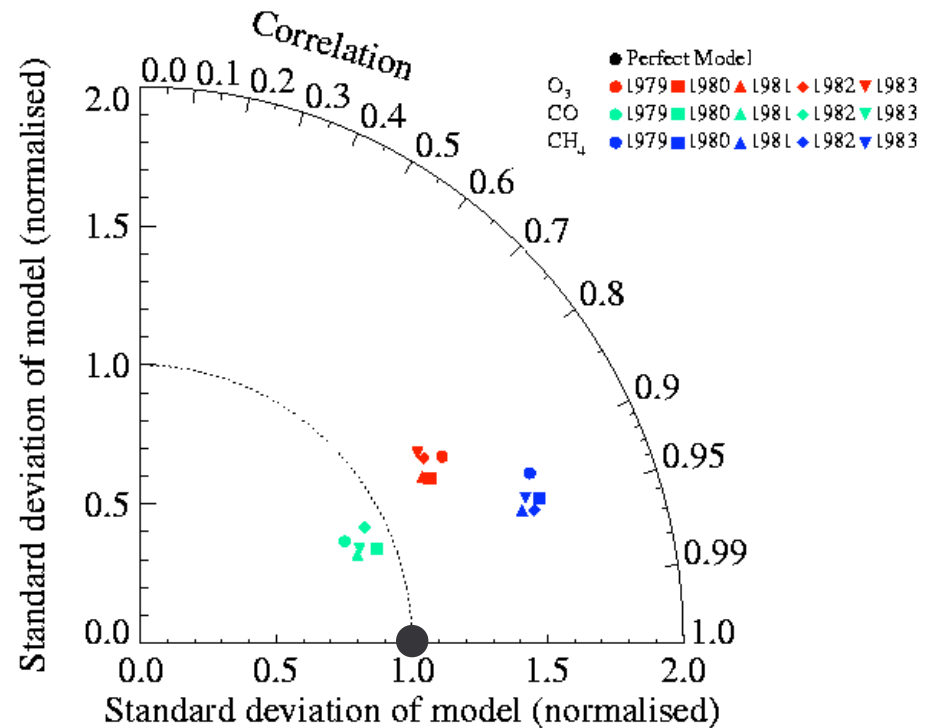 Correlation
Perfect Model
O₃ 1979 1980 1981 1982 1983
CO 1979 1980 1981 1982 1983
CH₄ 1979 1980 1981 1982 1983
0.0 0.1 0.2 0.3 0.4 0.5 0.6 0.7 0.8 0.9 0.95 0.99 1.0
Standard deviation of model (normalised)
2.0
1.5
1.0
0.5
0.0
0.0 0.5 1.0 1.5 2.0
Standard deviation of model (normalised)